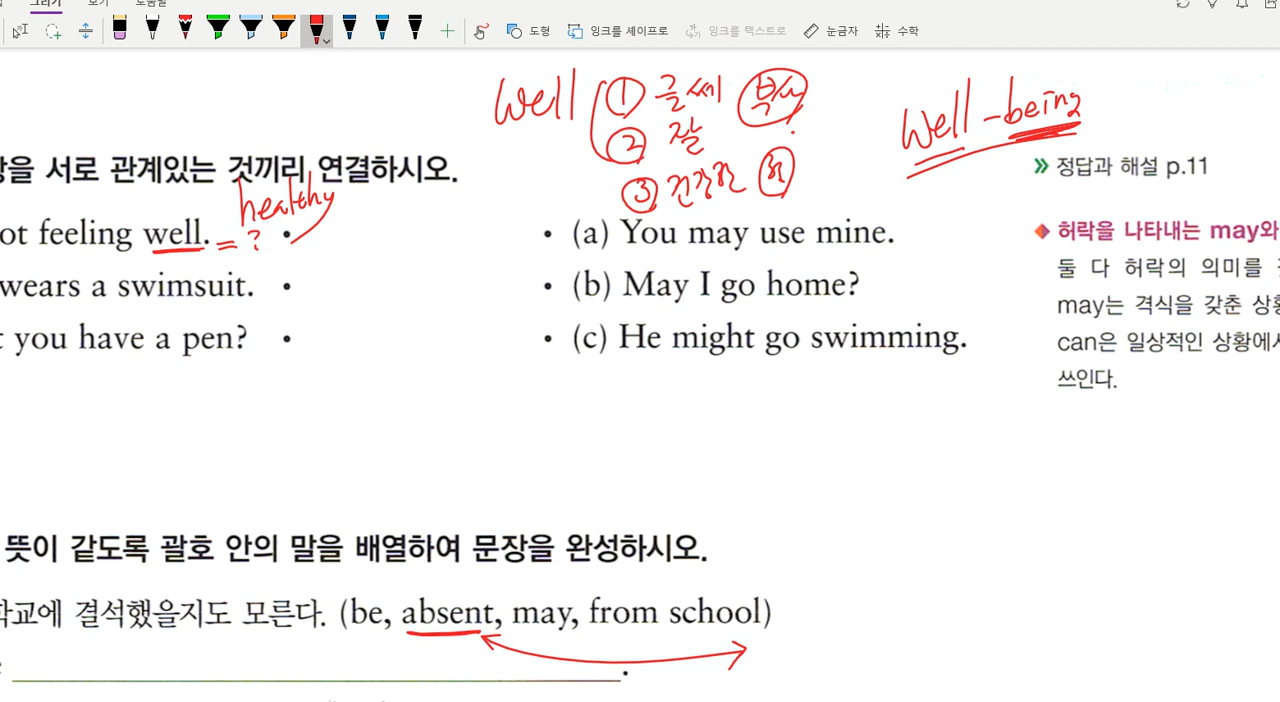 그리기 보기 도움말
도형 잉크를 셰이프로 잉크를 텍스트로 눈금자 수학
well ① 글쎄 부사
② 잘
③ 건강한 형
well-being
장을 서로 관계있는 것끼리 연결하시오.
정답과 해설 p.11
healthy
ot feeling well. = ?
(a) You may use mine.
wears a swimsuit.
(b) May I go home?
t you have a pen?
(c) He might go swimming.
허락을 나타내는 may와
둘 다 허락의 의미를
may는 격식을 갖춘 상황
can은 일상적인 상황에서
쓰인다.
뜻이 같도록 괄호 안의 말을 배열하여 문장을 완성하시오.
학교에 결석했을지도 모른다. (be, absent, may, from school)
.